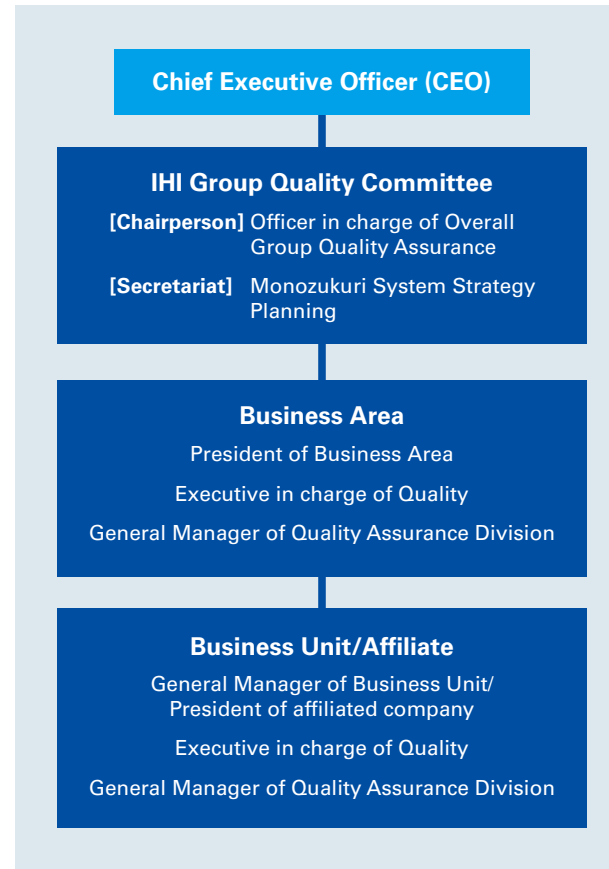 Chief Executive Officer (CEO)
IHI Group Quality Committee
[Chairperson] Officer in charge of Overall
Group Quality Assurance
[Secretariat] Monozukuri System Strategy
Planning
Business Area
President of Business Area
Executive in charge of Quality
General Manager of Quality Assurance Division
Business Unit/Affiliate
General Manager of Business Unit/
President of affiliated company
Executive in charge of Quality
General Manager of Quality Assurance Division